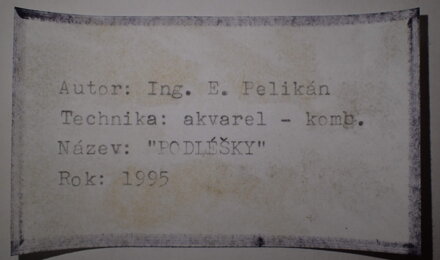 Autor: Ing. E. Pelikán
Technika: akvarel - komb.
Název: "PODLÉŠKY"
Rok: 1995